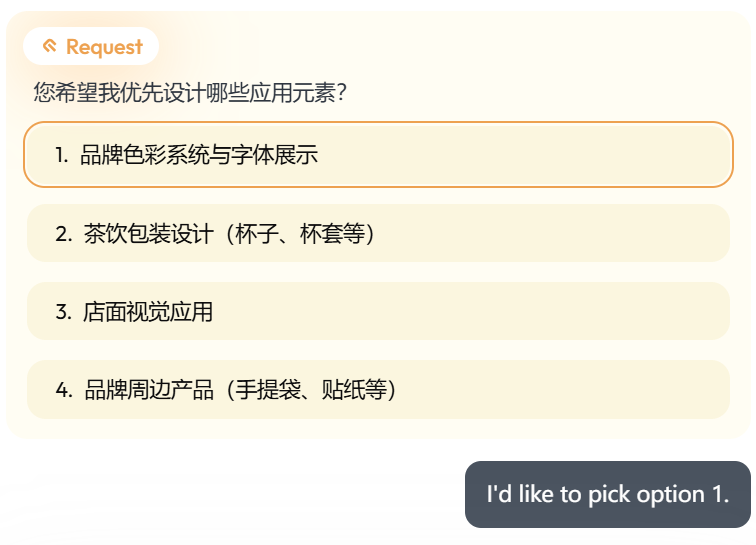 Request
您希望我优先设计哪些应用元素？
1. 品牌色彩系统与字体展示
2. 茶饮包装设计（杯子、杯套等）
3. 店面视觉应用
4. 品牌周边产品（手提袋、贴纸等）
I'd like to pick option 1.